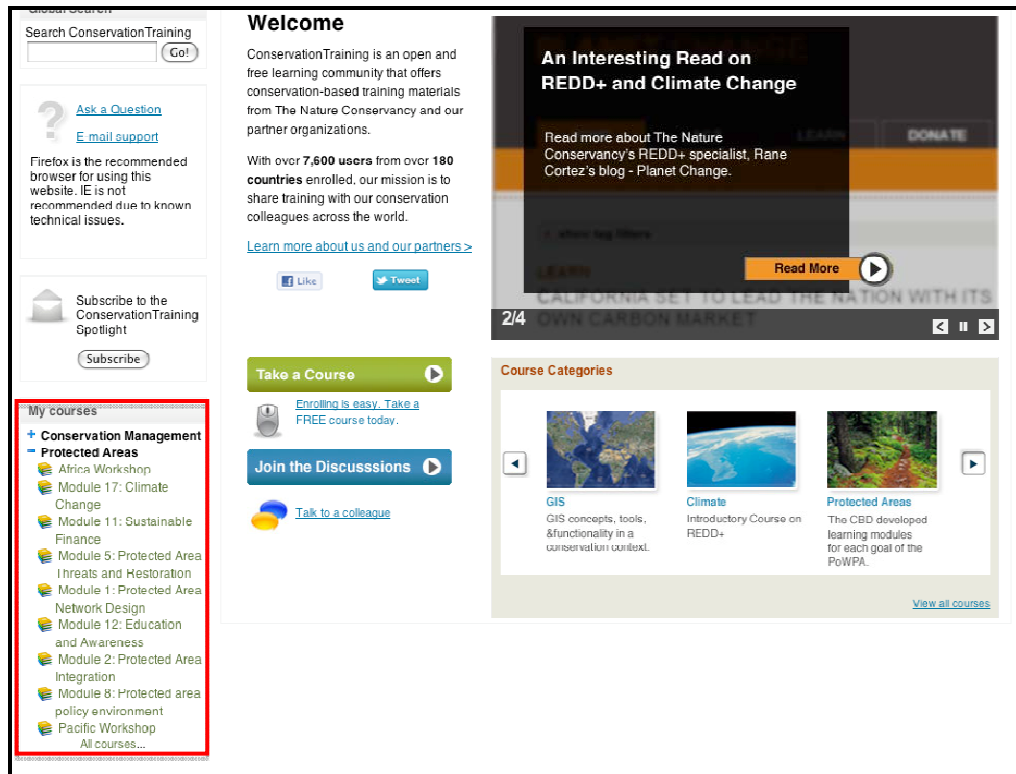 Global Search
Search ConservationTraining
Go!
Ask a Question
E-mail support
Firefox is the recommended
browser for using this
website. IE is not
recommended due to known
technical issues.
Subscribe to the
ConservationTraining
Spotlight
Subscribe
My courses
+ Conservation Management
- Protected Areas
Africa Workshop
Module 17: Climate
Change
Module 11: Sustainable
Finance
Module 5: Protected Area
Threats and Restoration
Module 1: Protected Area
Network Design
Module 12: Education
and Awareness
Module 2: Protected Area
Integration
Module 8: Protected area
policy environment
Pacific Workshop
All courses...
Welcome
ConservationTraining is an open and
free learning community that offers
conservation-based training materials
from The Nature Conservancy and our
partner organizations.
With over 7,600 users from over 180
countries enrolled, our mission is to
share training with our conservation
colleagues across the world.
Learn more about us and our partners >
Like
Tweet
Take a Course
Enrolling is easy. Take a
FREE course today.
Join the Discusssions
Talk to a colleague
An Interesting Read on
REDD+ and Climate Change
Read more about The Nature
Conservancy's REDD+ specialist, Rane
Cortez's blog - Planet Change.
LEARN
DONATE
show tag filters
LEARN
Read More
CALIFORNIA SET TO LEAD THE NATION WITH ITS
OWN CARBON MARKET
2/4
Course Categories
GIS
GIS concepts, tools,
&functionality in a
conservation context.
Climate
Introductory Course on
REDD+
Protected Areas
The CBD developed
learning modules
for each goal of the
PoWPA.
View all courses